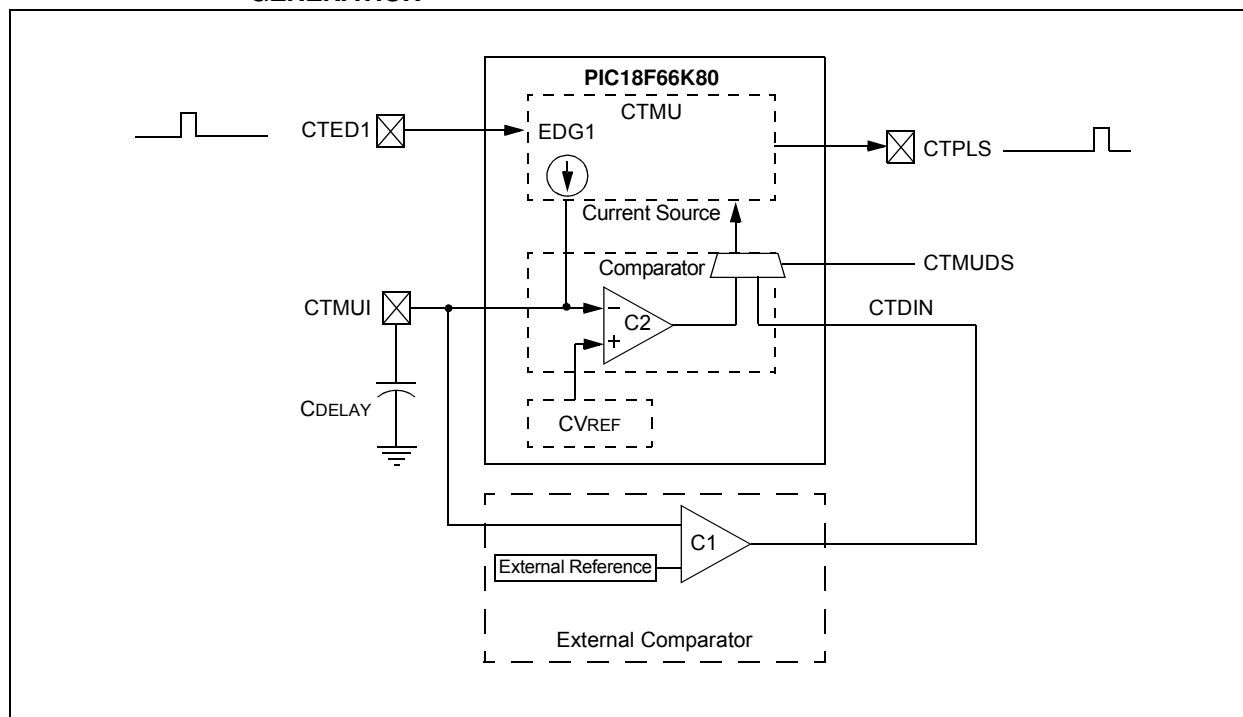 GENERATION
PIC18F66K80
CTMU
CTED1
EDG1
CTPLS
Current Source
Comparator
CTMUDS
CTMUI
C2
CTDIN
CDELAY
CVREF
C1
External Reference
External Comparator